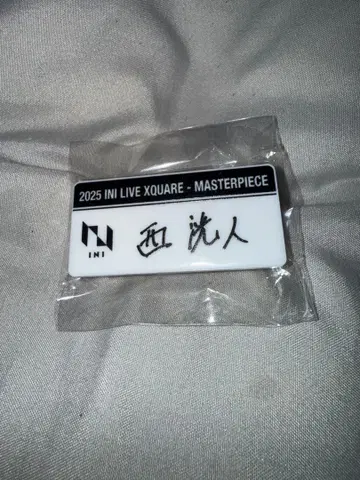 2025 INI LIVE XQUARE - MASTERPIECE
INI
西 洸人